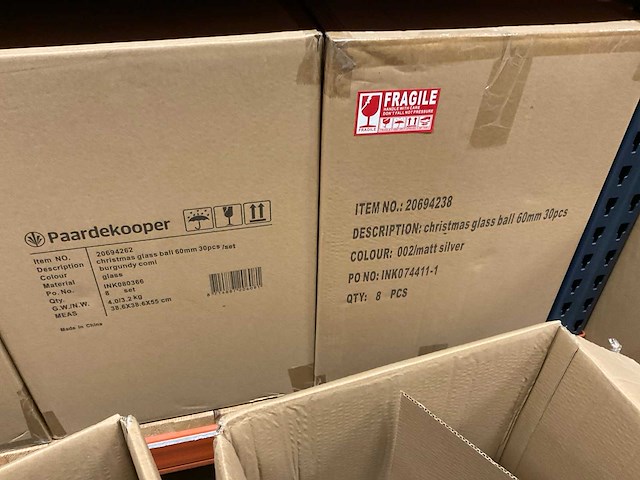 Paardekooper
Item NO. 20694262
Description christmas glass ball 60mm 30pcs /set
Colour burgundy comi
Material glass
Po. No. INK080366
Qty. 8 set
G.W./N.W. 4,0/3,2 kg
MEAS 38.6X38.6X55 cm
Made in China
FRAGILE
HANDLE WITH CARE
DON'T FALL NOT PRESSURE
FRAGILE
ITEM NO.: 20694238
DESCRIPTION: christmas glass ball 60mm 30pcs
COLOUR: 002/matt silver
PO NO: INK074411-1
QTY: 8 PCS